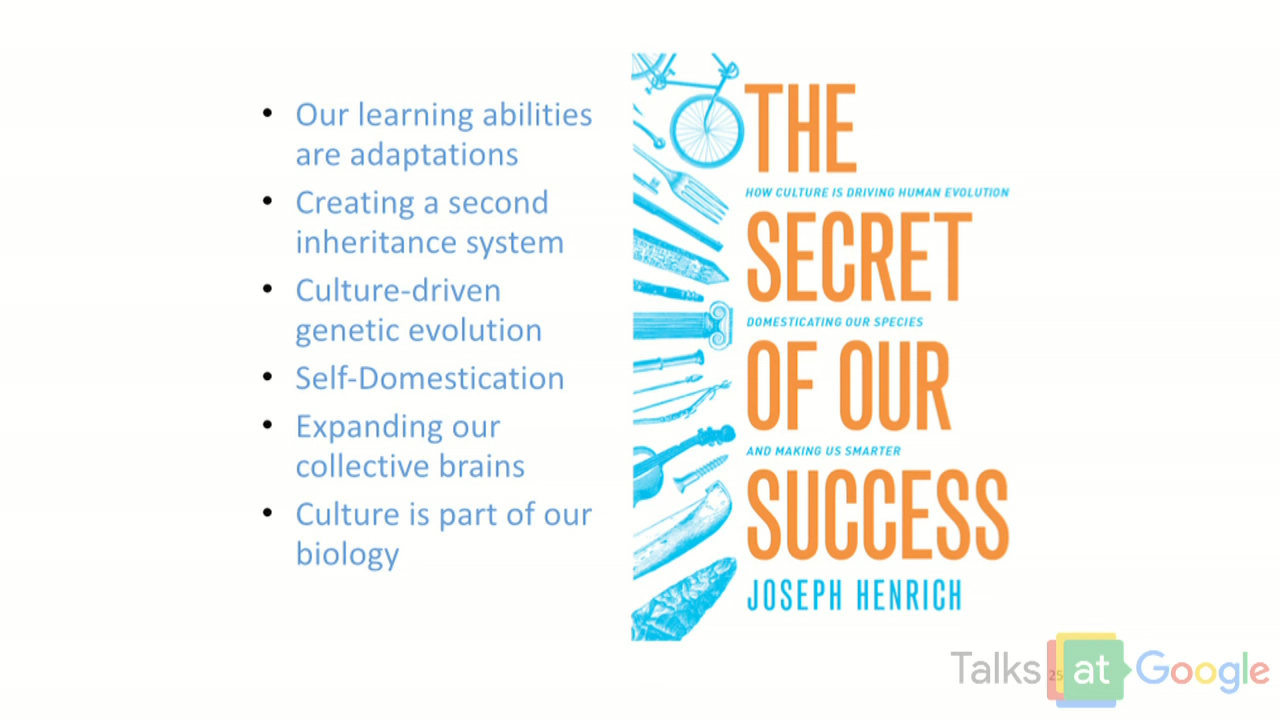 • Our learning abilities
are adaptations
• Creating a second
inheritance system
• Culture-driven
genetic evolution
• Self-Domestication
• Expanding our
collective brains
• Culture is part of our
biology
THE
HOW CULTURE IS DRIVING HUMAN EVOLUTION
SECRET
DOMESTICATING OUR SPECIES
OF OUR
AND MAKING US SMARTER
SUCCESS
JOSEPH HENRICH
25
Talks at Google